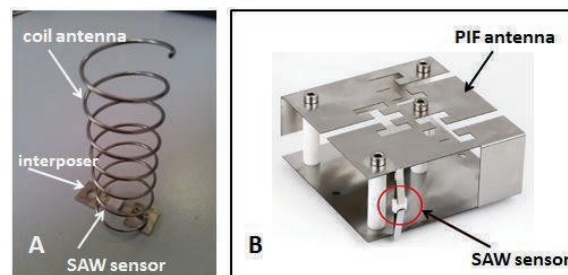 coil antenna
interposer
A
SAW sensor
PIF antenna
B
SAW sensor